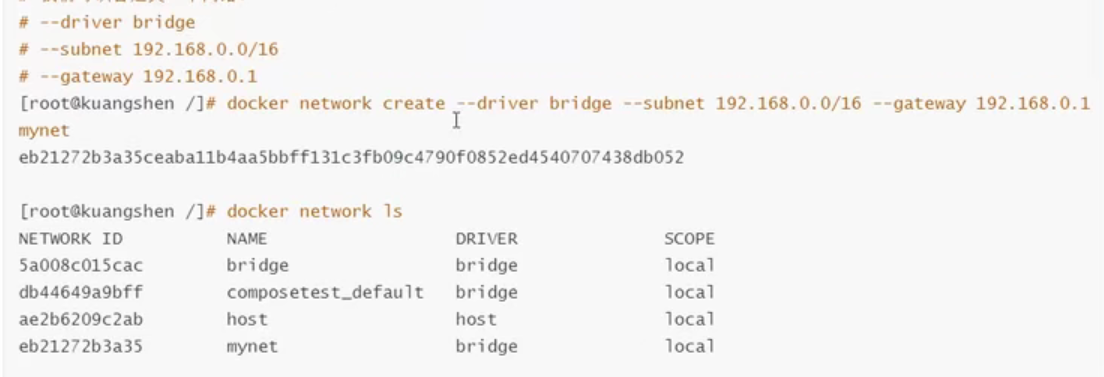 # --driver bridge
# --subnet 192.168.0.0/16
# --gateway 192.168.0.1
[root@kuangshen /]# docker network create --driver bridge --subnet 192.168.0.0/16 --gateway 192.168.0.1
mynet
eb21272b3a35ceaba11b4aa5bbff131c3fb09c4790f0852ed4540707438db052
[root@kuangshen /]# docker network ls
NETWORK ID NAME DRIVER SCOPE
5a008c015cac bridge bridge local
db44649a9bff composetest_default bridge local
ae2b6209c2ab host host local
eb21272b3a35 mynet bridge local